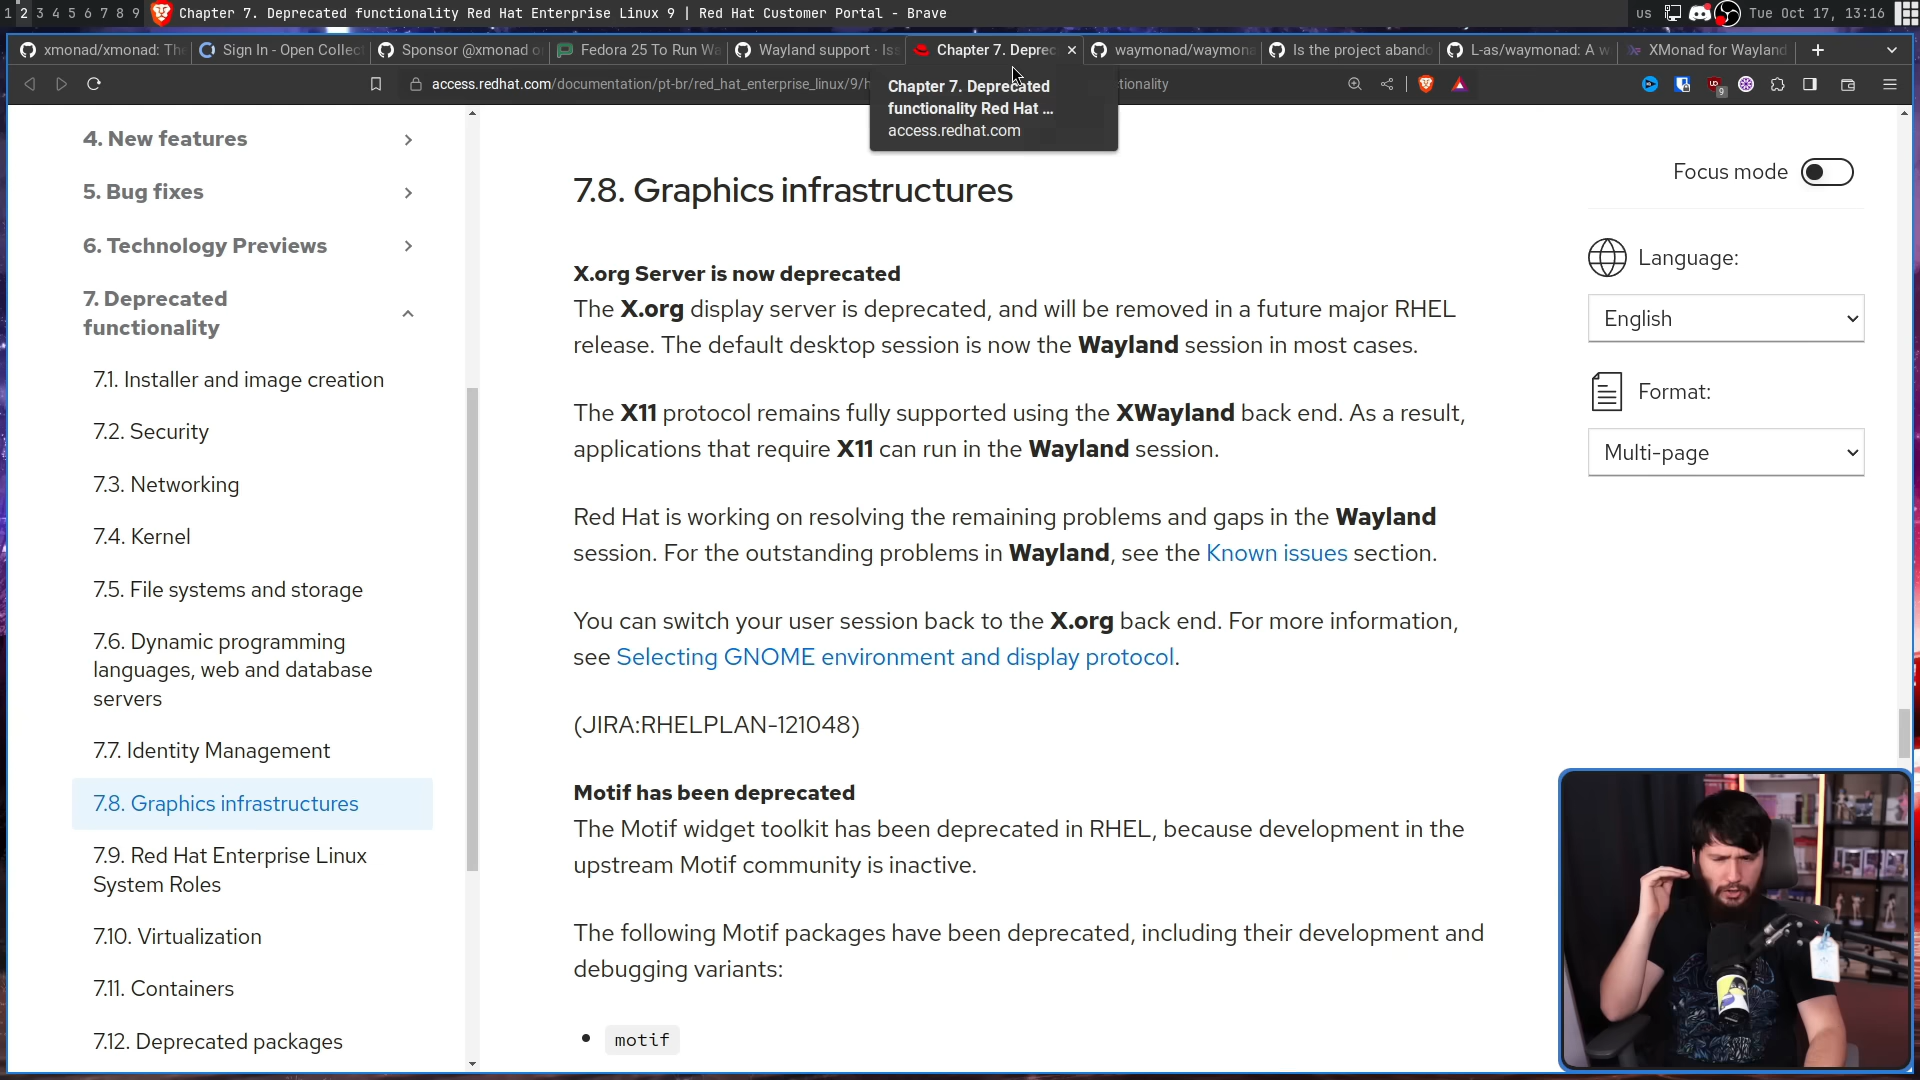 1 2 3 4 5 6 7 8 9 Chapter 7. Deprecated functionality Red Hat Enterprise Linux 9 | Red Hat Customer Portal - Brave us Tue Oct 17, 13:16
xmonad/xmonad: The Sign In - Open Collect Sponsor @xmonad o Fedora 25 To Run Wa Wayland support · Iss Chapter 7. Deprec waymonad/waymona Is the project abando L-as/waymonad: A w XMonad for Wayland
access.redhat.com/documentation/pt-br/red_hat_enterprise_linux/9/h tionality 9
Chapter 7. Deprecated
functionality Red Hat ...
access.redhat.com
4. New features
5. Bug fixes
6. Technology Previews
7. Deprecated
functionality
7.1. Installer and image creation
7.2. Security
7.3. Networking
7.4. Kernel
7.5. File systems and storage
7.6. Dynamic programming
languages, web and database
servers
7.7. Identity Management
7.8. Graphics infrastructures
7.9. Red Hat Enterprise Linux
System Roles
7.10. Virtualization
7.11. Containers
7.12. Deprecated packages
7.8. Graphics infrastructures
X.org Server is now deprecated
The X.org display server is deprecated, and will be removed in a future major RHEL
release. The default desktop session is now the Wayland session in most cases.
The X11 protocol remains fully supported using the XWayland back end. As a result,
applications that require X11 can run in the Wayland session.
Red Hat is working on resolving the remaining problems and gaps in the Wayland
session. For the outstanding problems in Wayland, see the Known issues section.
You can switch your user session back to the X.org back end. For more information,
see Selecting GNOME environment and display protocol.
(JIRA:RHELPLAN-121048)
Motif has been deprecated
The Motif widget toolkit has been deprecated in RHEL, because development in the
upstream Motif community is inactive.
The following Motif packages have been deprecated, including their development and
debugging variants:
• motif
Focus mode
Language:
English
Format:
Multi-page